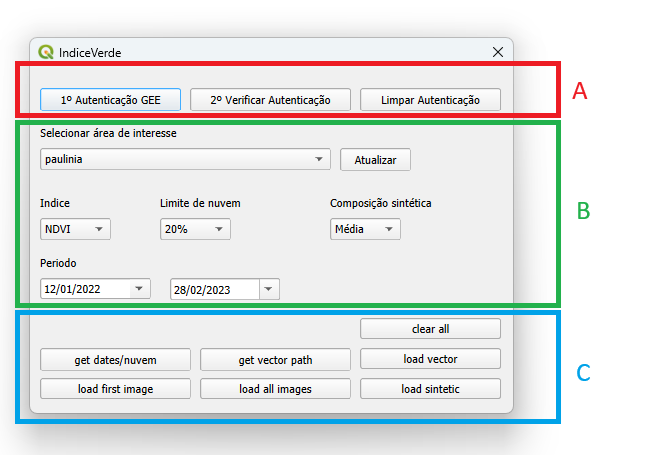 IndiceVerde
A
1º Autenticação GEE 2º Verificar Autenticação Limpar Autenticação
Selecionar área de interesse
paulinia Atualizar
B
Indice Limite de nuvem Composição sintética
NDVI 20% Média
Periodo
12/01/2022 28/02/2023
clear all
get dates/nuvem get vector path load vector
C
load first image load all images load sintetic